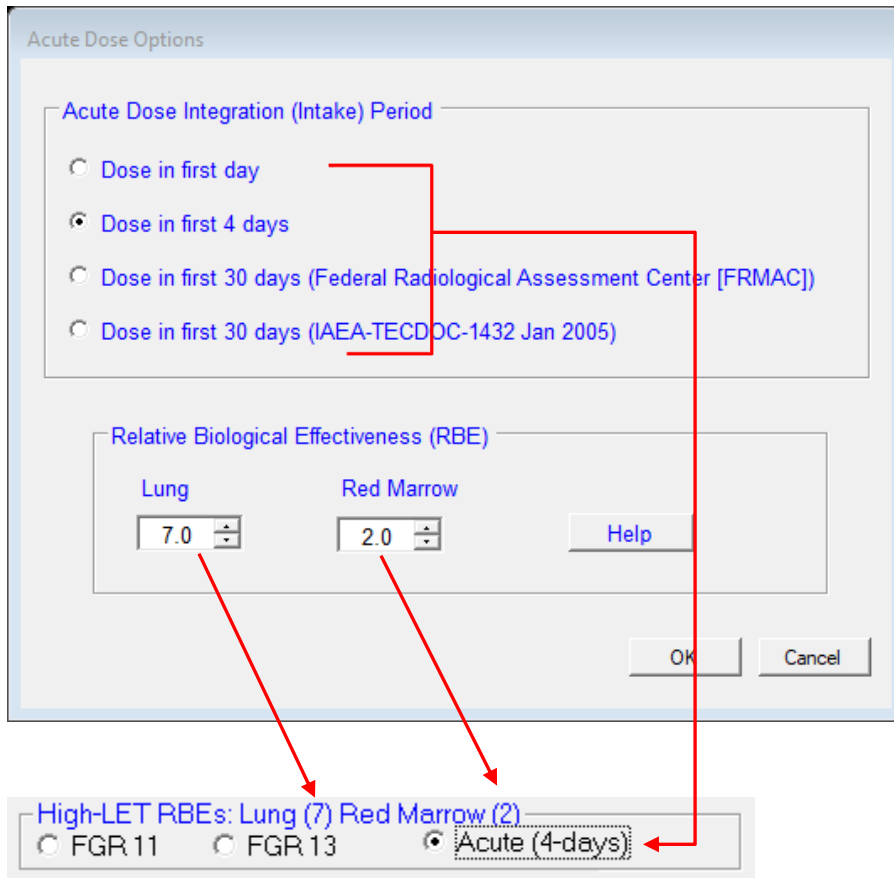 Acute Dose Options
Acute Dose Integration (Intake) Period
Dose in first day
Dose in first 4 days
Dose in first 30 days (Federal Radiological Assessment Center [FRMAC])
Dose in first 30 days (IAEA-TECDOC-1432 Jan 2005)
Relative Biological Effectiveness (RBE)
Lung Red Marrow
7.0 2.0 Help
OK Cancel
High-LET RBEs: Lung (7) Red Marrow (2)
FGR 11 FGR 13 Acute (4-days)